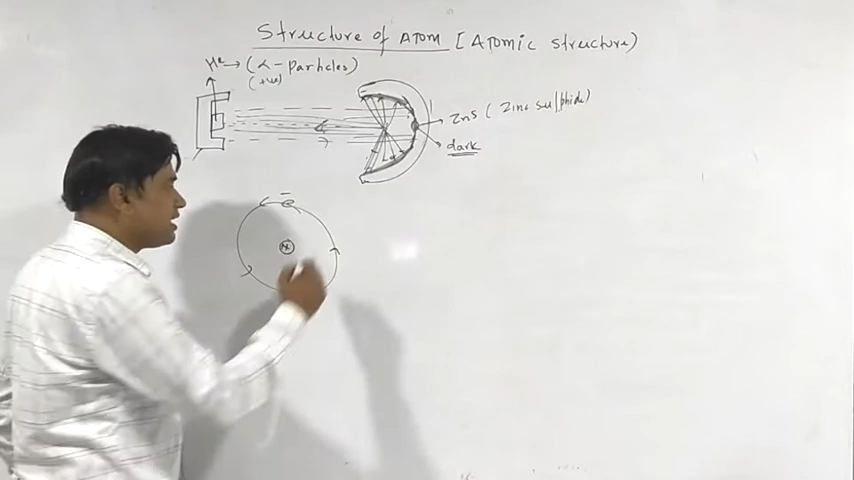 Structure of Atom [Atomic structure)
He → (α - Particles)
(+ve)
ZnS (Zinc sulphide)
dark
e